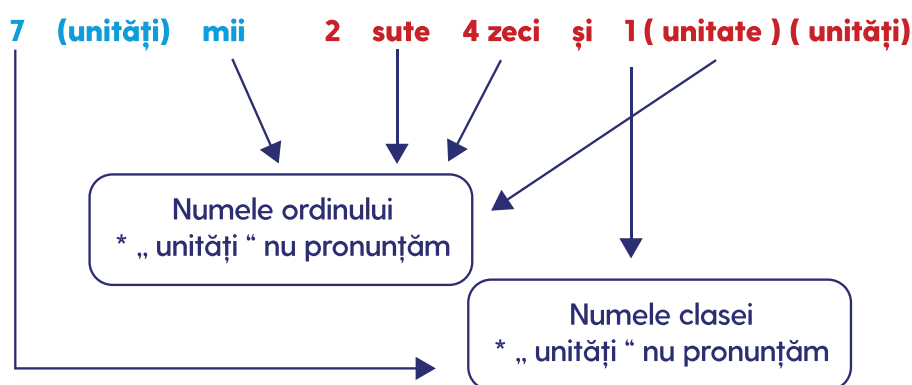 7 (unități) mii 2 sute 4 zeci și 1 ( unitate ) ( unități)
Numele ordinului
* „ unități “ nu pronunțăm
Numele clasei
* „ unități “ nu pronunțăm